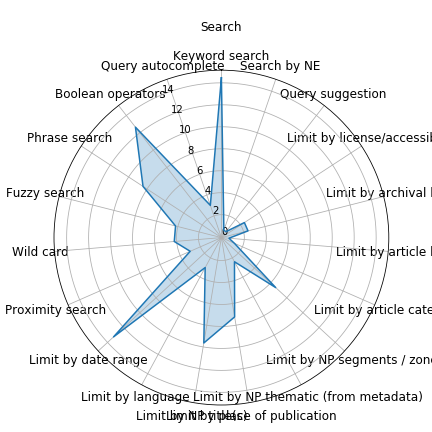 Search
Keyword search
Query autocomplete
Search by NE
Boolean operators
Query suggestion
Phrase search
Limit by license/accessib
Fuzzy search
Limit by archival
Wild card
Limit by article
Proximity search
Limit by article cate
Limit by date range
Limit by NP segments / zone
Limit by language
Limit by NP thematic (from metadata)
Limit by NP title(s)
Limit by place of publication
14
12
10
8
6
4
2
0